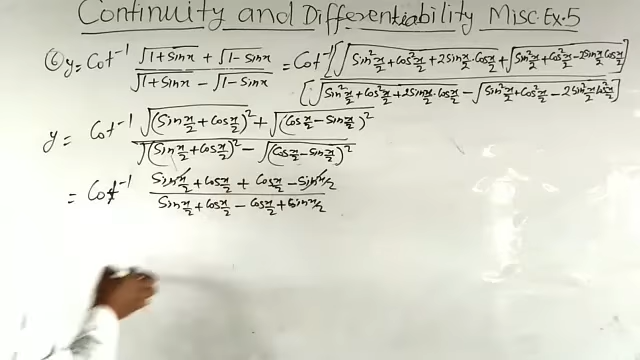 Continuity and Differentiability Misc. Ex. 5
⑥ y = Cot⁻¹ (√(1+Sinx) + √(1-Sinx)) / (√(1+Sinx) - √(1-Sinx)) = Cot⁻¹ [√(Sin²x/2 + Cos²x/2 + 2Sinx/2.Cosx/2) + √(Sin²x/2 + Cos²x/2 - 2Sinx/2 Cosx/2)] / [√(Sin²x/2 + Cos²x/2 + 2Sinx/2.Cosx/2) - √(Sin²x/2 + Cos²x/2 - 2Sinx/2 Cosx/2)]
y = Cot⁻¹ (√(Sinx/2 + Cosx/2)² + √(Cosx/2 - Sinx/2)²) / (√(Sinx/2 + Cosx/2)² - √(Cosx/2 - Sinx/2)²)
= Cot⁻¹ (Sinx/2 + Cosx/2 + Cosx/2 - Sinx/2) / (Sinx/2 + Cosx/2 - Cosx/2 + Sinx/2)